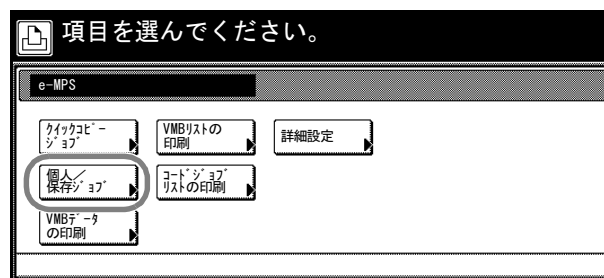 項目を選んでください。
e-MPS
クイックコピー
ジョブ
VMBリストの
印刷
詳細設定
個人／
保存ジョブ
コードジョブ
リストの印刷
VMBデータ
の印刷